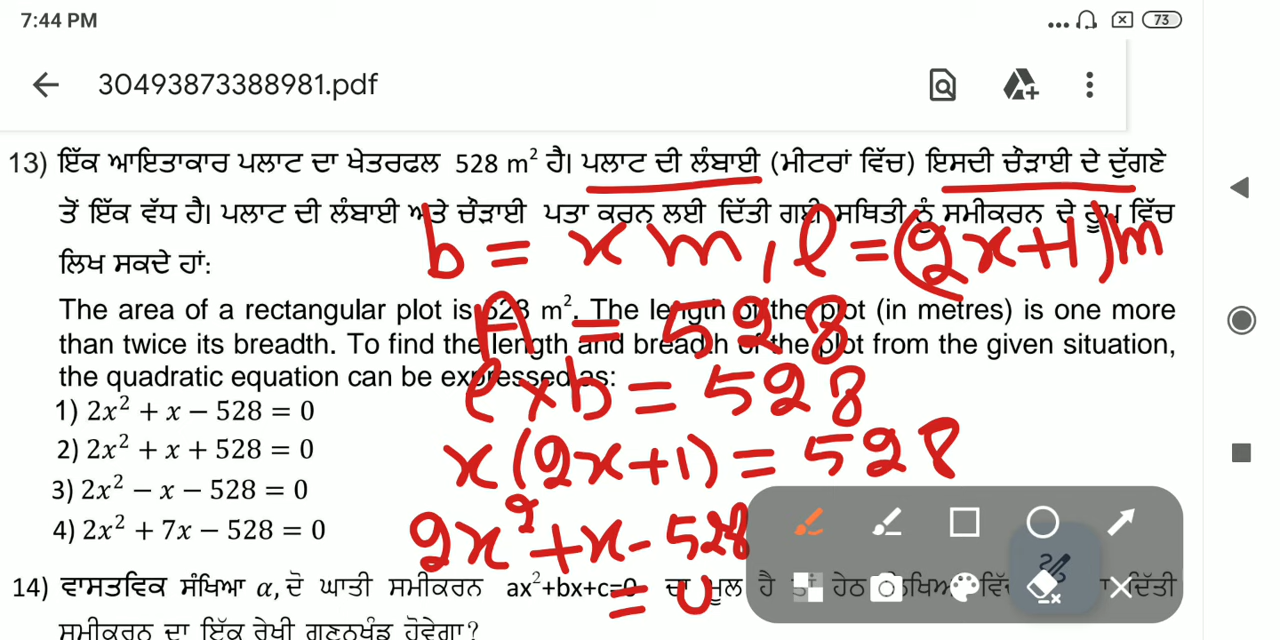 7:44 PM
73
30493873388981.pdf
13) ਇੱਕ ਆਇਤਾਕਾਰ ਪਲਾਟ ਦਾ ਖੇਤਰਫਲ 528 m² ਹੈ। ਪਲਾਟ ਦੀ ਲੰਬਾਈ (ਮੀਟਰਾਂ ਵਿੱਚ) ਇਸਦੀ ਚੌੜਾਈ ਦੇ ਦੁੱਗਣੇ
ਤੋਂ ਇੱਕ ਵੱਧ ਹੈ। ਪਲਾਟ ਦੀ ਲੰਬਾਈ ਅਤੇ ਚੌੜਾਈ ਪਤਾ ਕਰਨ ਲਈ ਦਿੱਤੀ ਗਈ ਸਥਿਤੀ ਨੂੰ ਸਮੀਕਰਨ ਦੇ ਰੂਪ ਵਿੱਚ
ਲਿਖ ਸਕਦੇ ਹਾਂ:
b = x m, l = (2x+1)m
The area of a rectangular plot is 528 m². The length of the plot (in metres) is one more
A = 528
than twice its breadth. To find the length and breadth of the plot from the given situation,
the quadratic equation can be expressed as:
l×b = 528
1) 2x² + x − 528 = 0
2) 2x² + x + 528 = 0
x(2x+1) = 528
3) 2x² − x − 528 = 0
4) 2x² + 7x − 528 = 0
2x²+x-528
= 0
14) ਵਾਸਤਵਿਕ ਸੰਖਿਆ α, ਦੋ ਘਾਤੀ ਸਮੀਕਰਨ ax²+bx+c=0 ਦਾ ਮੂਲ ਹੈ ਦਿੱਤੀ
ਸਮੀਕਰਨ ਦਾ ਇੱਕ ਰੇਖੀ ਗੁਣਨਖੰਡ ਹੋਵੇਗਾ?